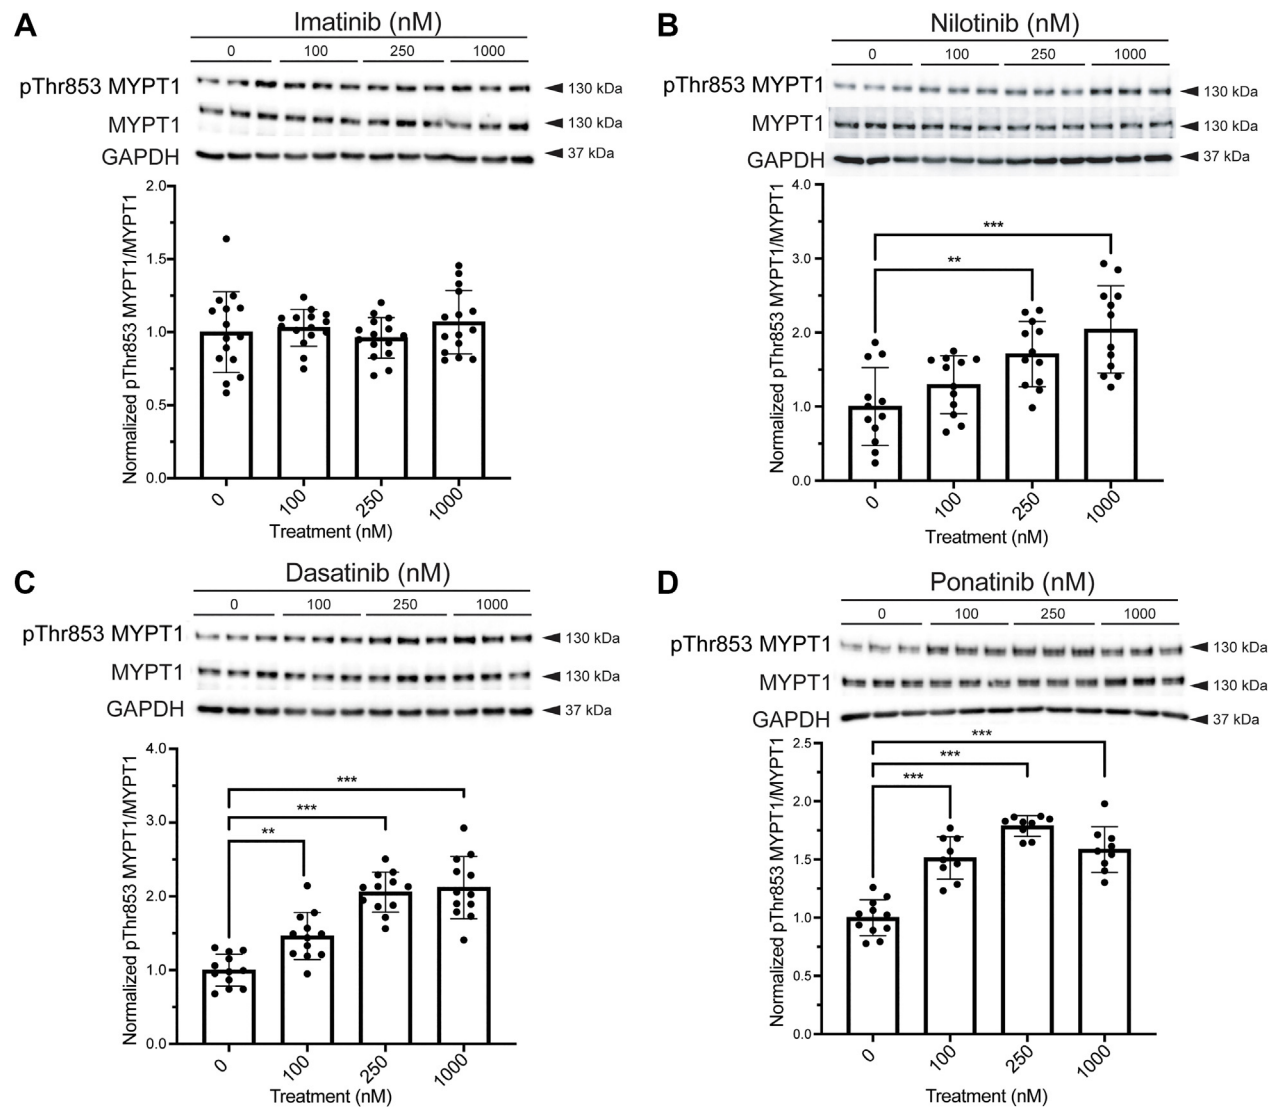 A
Imatinib (nM)
0 100 250 1000
pThr853 MYPT1 130 kDa
MYPT1 130 kDa
GAPDH 37 kDa
Normalized pThr853 MYPT1/MYPT1
2.0
1.5
1.0
0.5
0.0
0 100 250 1000
Treatment (nM)
B
Nilotinib (nM)
0 100 250 1000
pThr853 MYPT1 130 kDa
MYPT1 130 kDa
GAPDH 37 kDa
Normalized pThr853 MYPT1/MYPT1
4.0
***
3.0
**
2.0
1.0
0.0
0 100 250 1000
Treatment (nM)
C
Dasatinib (nM)
0 100 250 1000
pThr853 MYPT1 130 kDa
MYPT1 130 kDa
GAPDH 37 kDa
Normalized pThr853 MYPT1/MYPT1
4.0
***
***
3.0
**
2.0
1.0
0.0
0 100 250 1000
Treatment (nM)
D
Ponatinib (nM)
0 100 250 1000
pThr853 MYPT1 130 kDa
MYPT1 130 kDa
GAPDH 37 kDa
Normalized pThr853 MYPT1/MYPT1
***
2.5
***
***
2.0
1.5
1.0
0.5
0.0
0 100 250 1000
Treatment (nM)